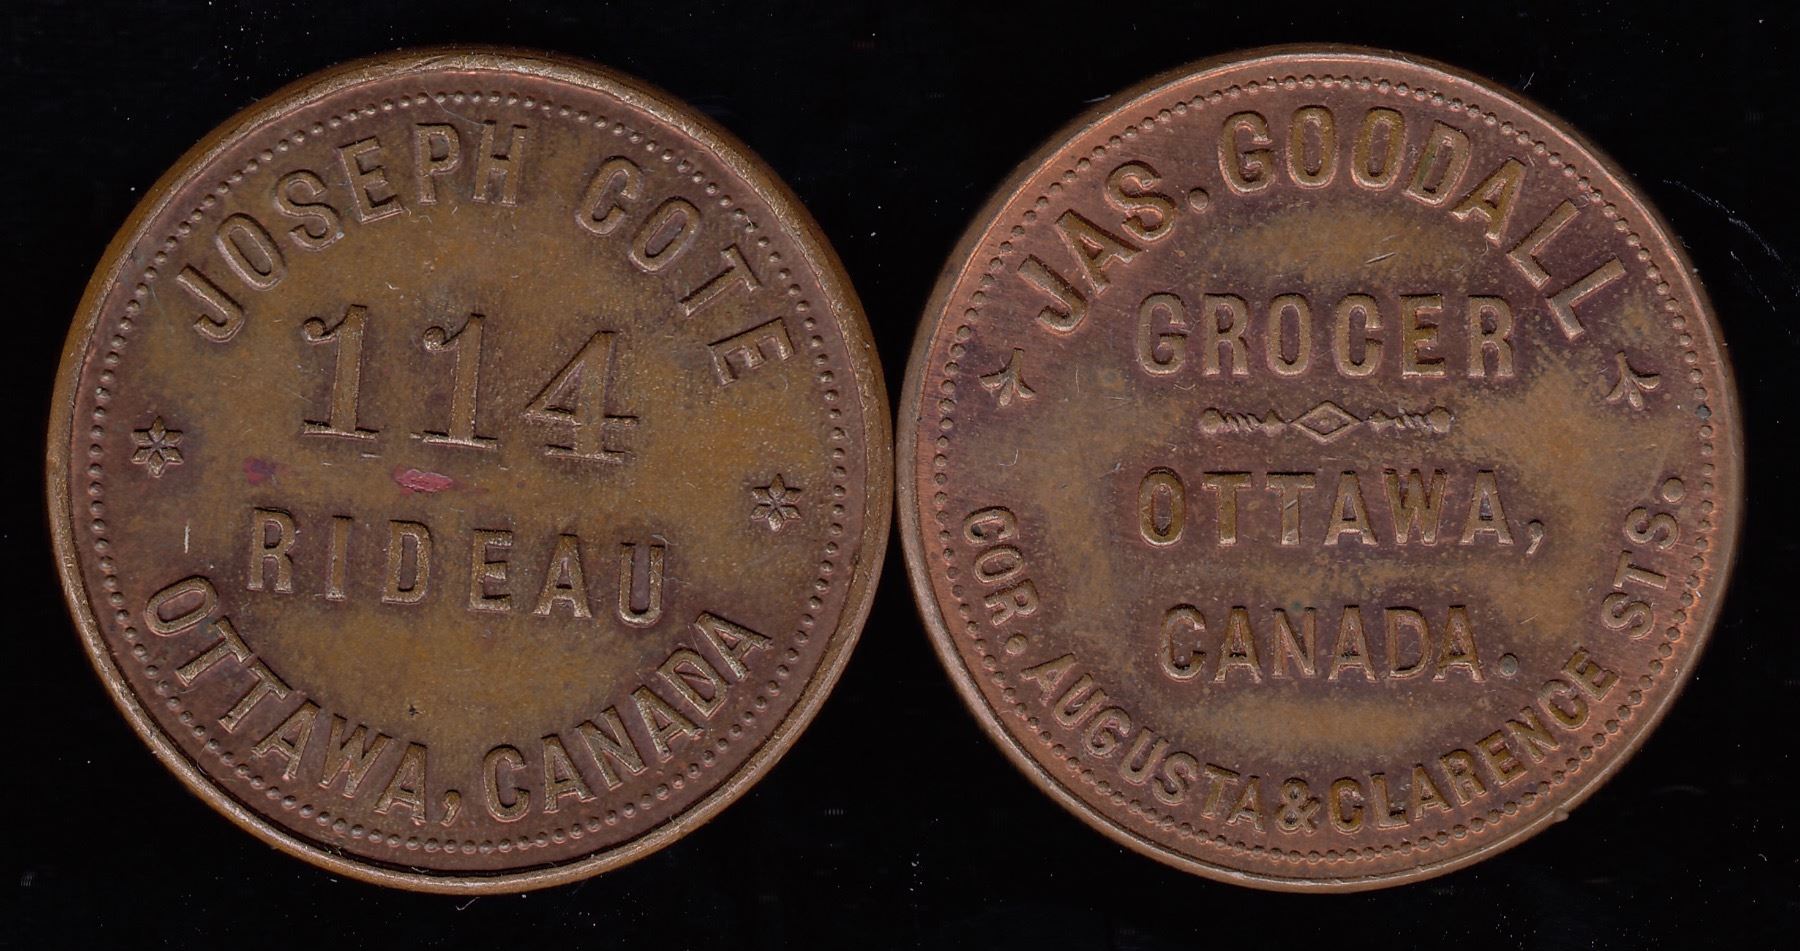 JOSEPH COTE
114
RIDEAU
OTTAWA, CANADA
JAS. GOODALL
GROCER
OTTAWA,
CANADA.
COR. AUGUSTA & CLARENCE STS.